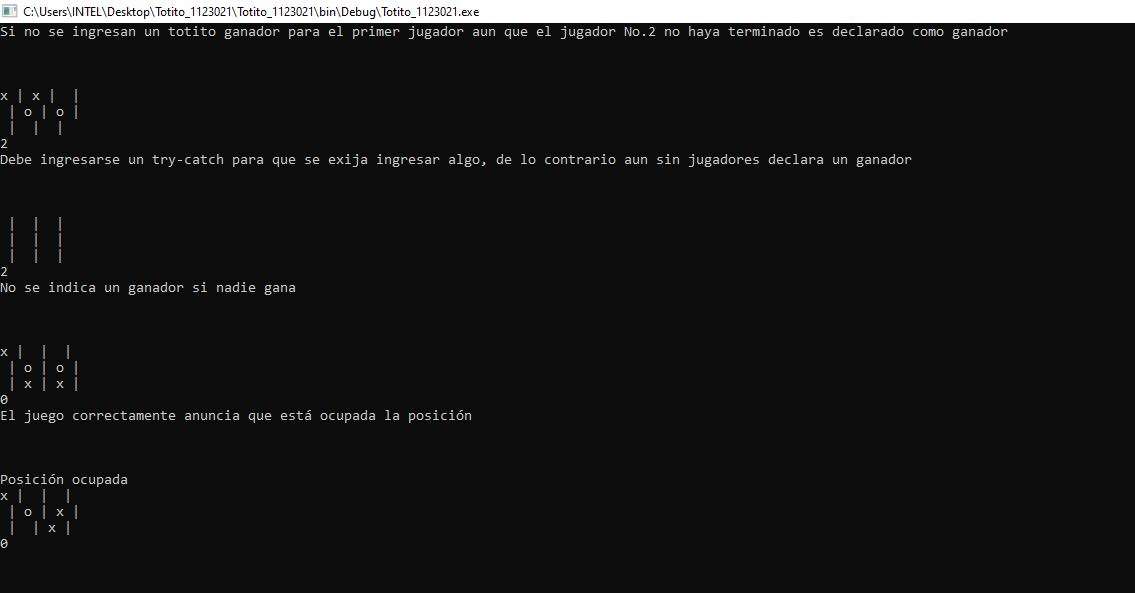 C:\Users\INTEL\Desktop\Totito_1123021\Totito_1123021\bin\Debug\Totito_1123021.exe
Si no se ingresan un totito ganador para el primer jugador aun que el jugador No.2 no haya terminado es declarado como ganador
x | x |  |
 | o | o |
 |  |  |
2
Debe ingresarse un try-catch para que se exija ingresar algo, de lo contrario aun sin jugadores declara un ganador
 |  |  |
 |  |  |
 |  |  |
2
No se indica un ganador si nadie gana
x |  |  |
 | o | o |
 | x | x |
0
El juego correctamente anuncia que está ocupada la posición
Posición ocupada
x |  |  |
 | o | x |
 |  | x |
0